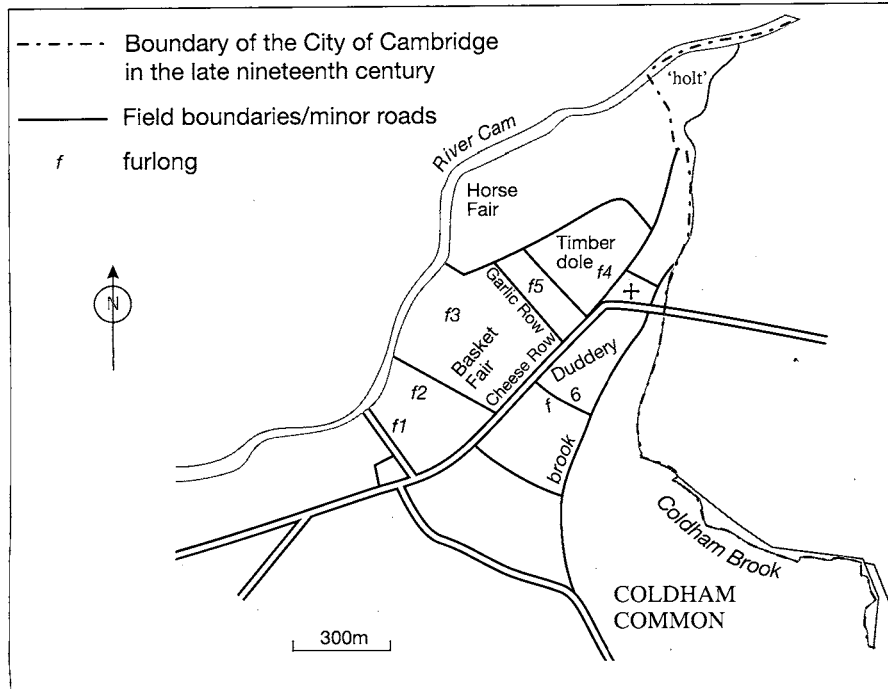 Boundary of the City of Cambridge
in the late nineteenth century
Field boundaries/minor roads
f furlong
N
River Cam
'holt'
Horse
Fair
Timber
dole
f4
f5
Garlic Row
f3
Basket
Fair
Cheese Row
Duddery
f2
f1
f 6
brook
Coldham Brook
COLDHAM
COMMON
300m